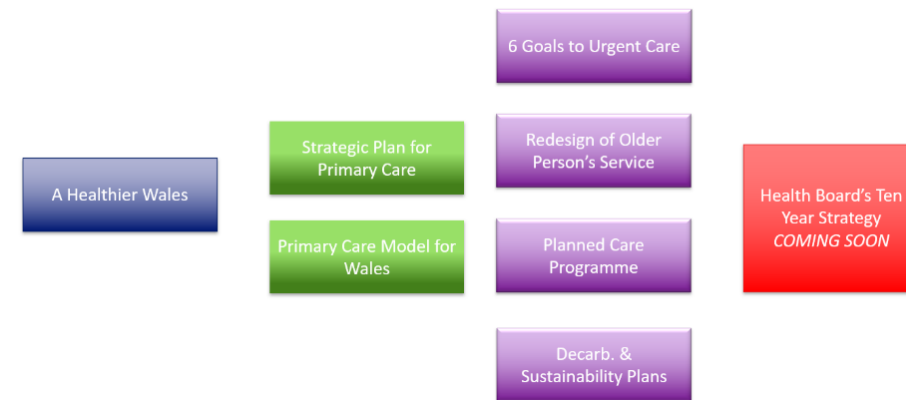 A Healthier Wales
Strategic Plan for
Primary Care
Primary Care Model for
Wales
6 Goals to Urgent Care
Redesign of Older
Person's Service
Planned Care
Programme
Decarb. &
Sustainability Plans
Health Board's Ten
Year Strategy
COMING SOON